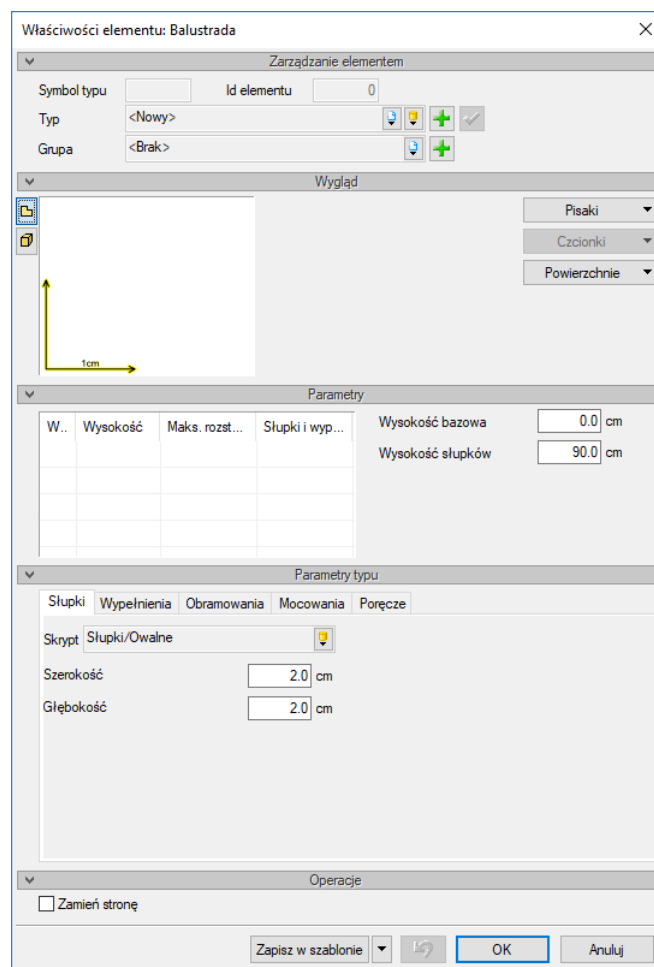 Właściwości elementu: Balustrada
Zarządzanie elementem
Symbol typu Id elementu 0
Typ <Nowy>
Grupa <Brak>
Wygląd
Pisaki
Czcionki
Powierzchnie
1cm
Parametry
W.. Wysokość Maks. rozst... Słupki i wyp...
Wysokość bazowa 0.0 cm
Wysokość słupków 90.0 cm
Parametry typu
Słupki Wypełnienia Obramowania Mocowania Poręcze
Skrypt Słupki/Owalne
Szerokość 2.0 cm
Głębokość 2.0 cm
Operacje
Zamień stronę
Zapisz w szablonie OK Anuluj